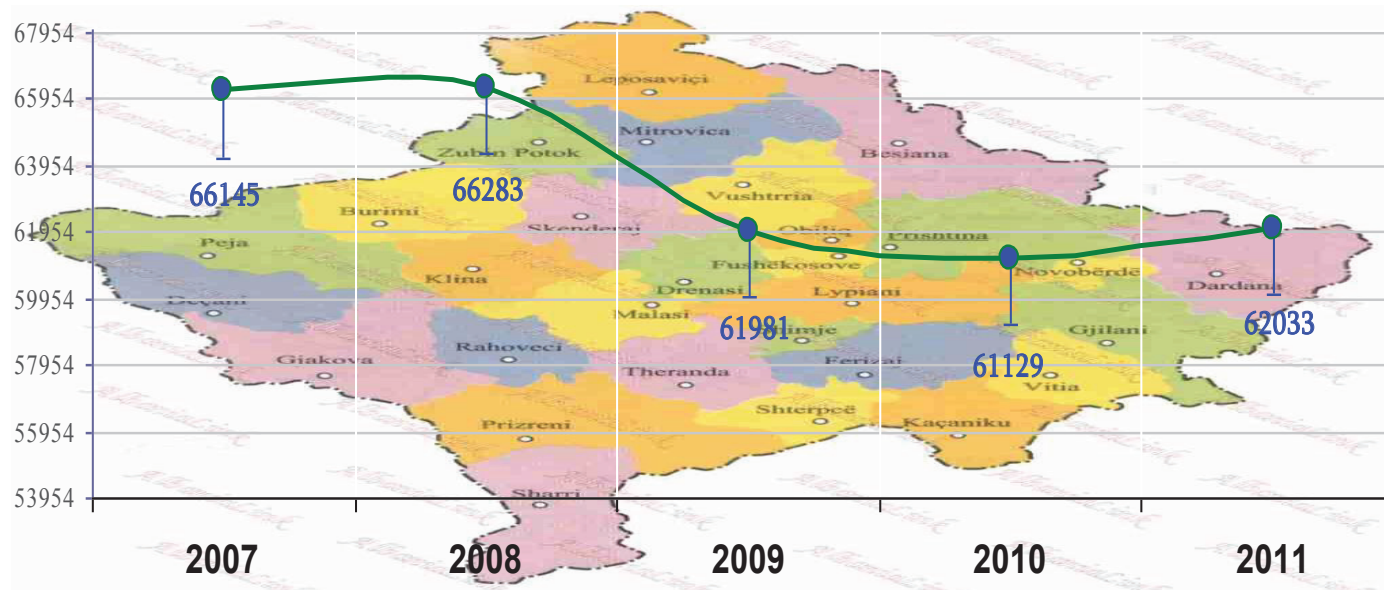 67954
65954
63954
61954
59954
57954
55954
53954
Leposaviçi
Mitrovica
Zubin Potok
Besiana
Vushtrria
Burimi
Skenderaj
Obiliq
Prishtina
Peja
Klina
Fushëkosove
Novobërdë
Drenasi
Lypiani
Dardana
Deçani
Malasi
Shimje
Gjilani
Rahoveci
Giakova
Theranda
Ferizaj
Vitia
Shterpcë
Prizreni
Kaçaniku
Sharri
66145
66283
61981
61129
62033
2007
2008
2009
2010
2011